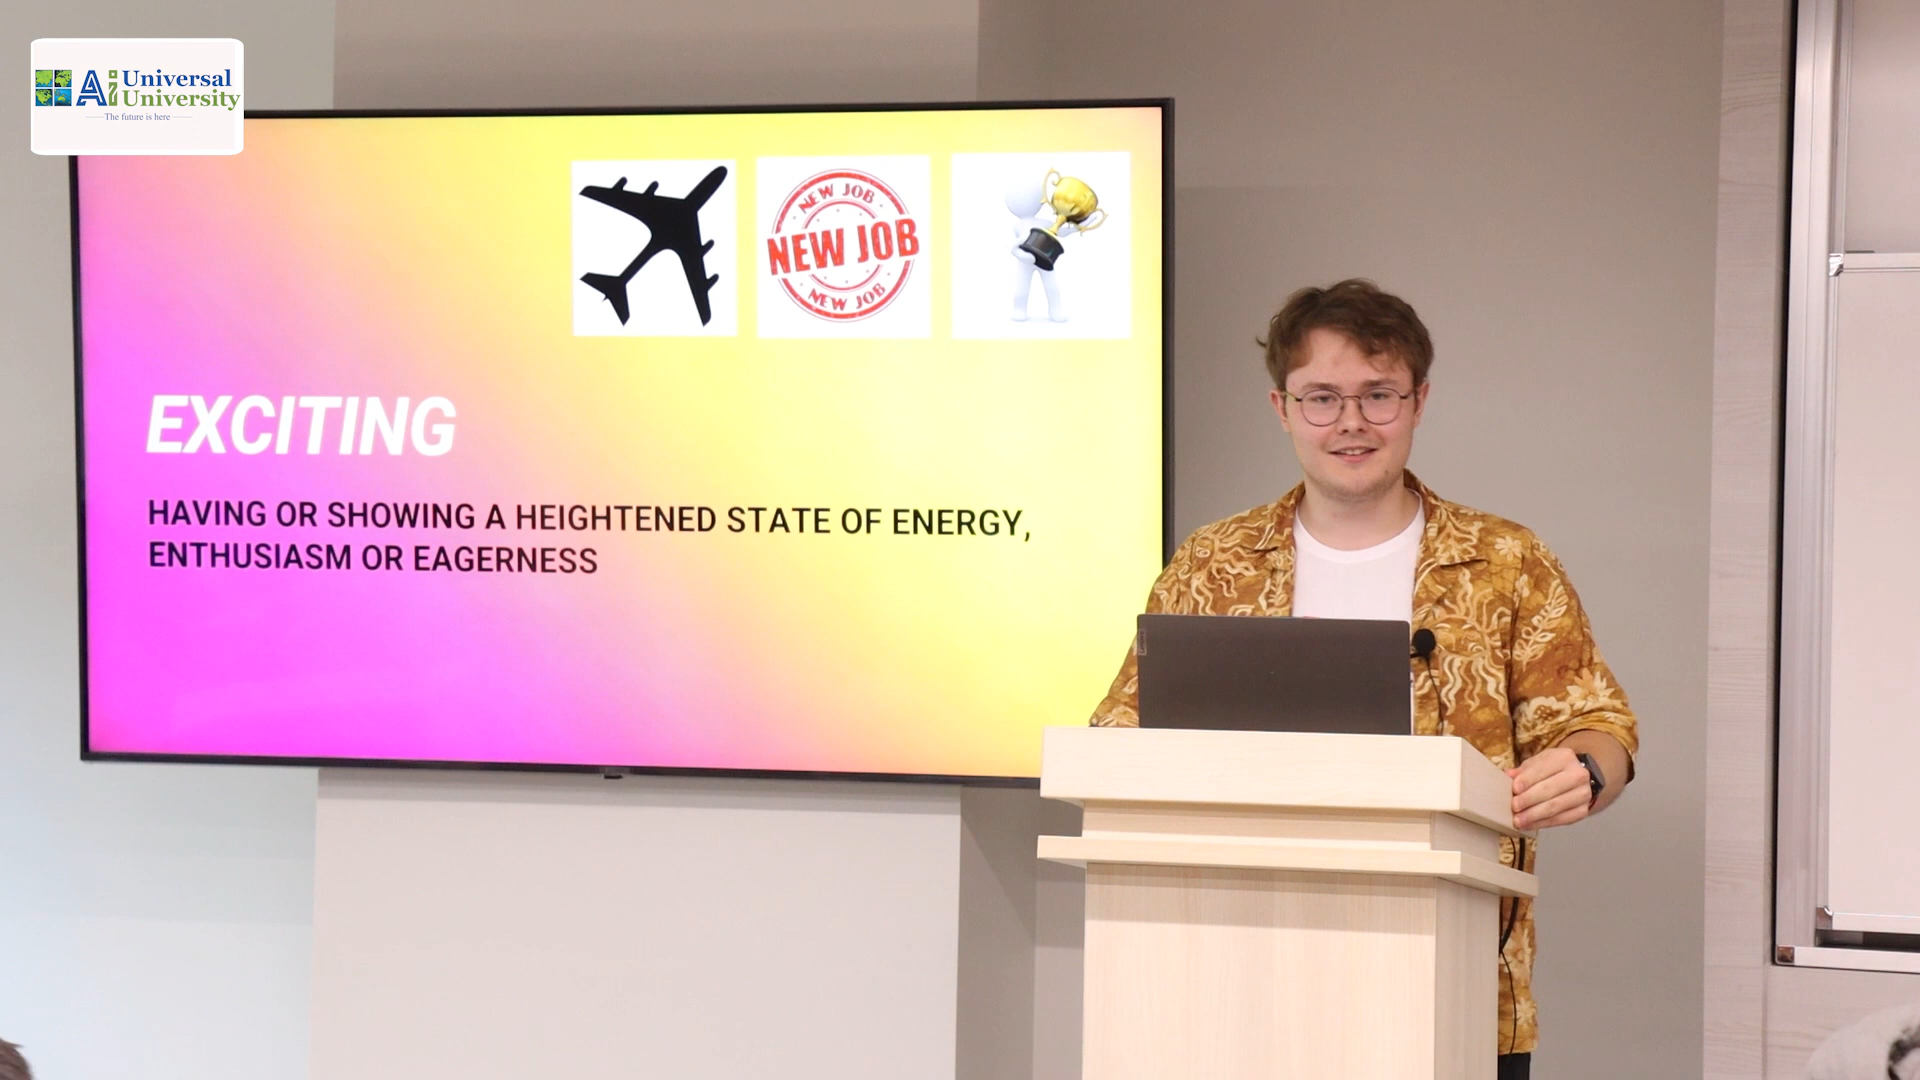 Ai Universal
University
The future is here
NEW JOB
NEW JOB
NEW JOB
EXCITING
HAVING OR SHOWING A HEIGHTENED STATE OF ENERGY,
ENTHUSIASM OR EAGERNESS